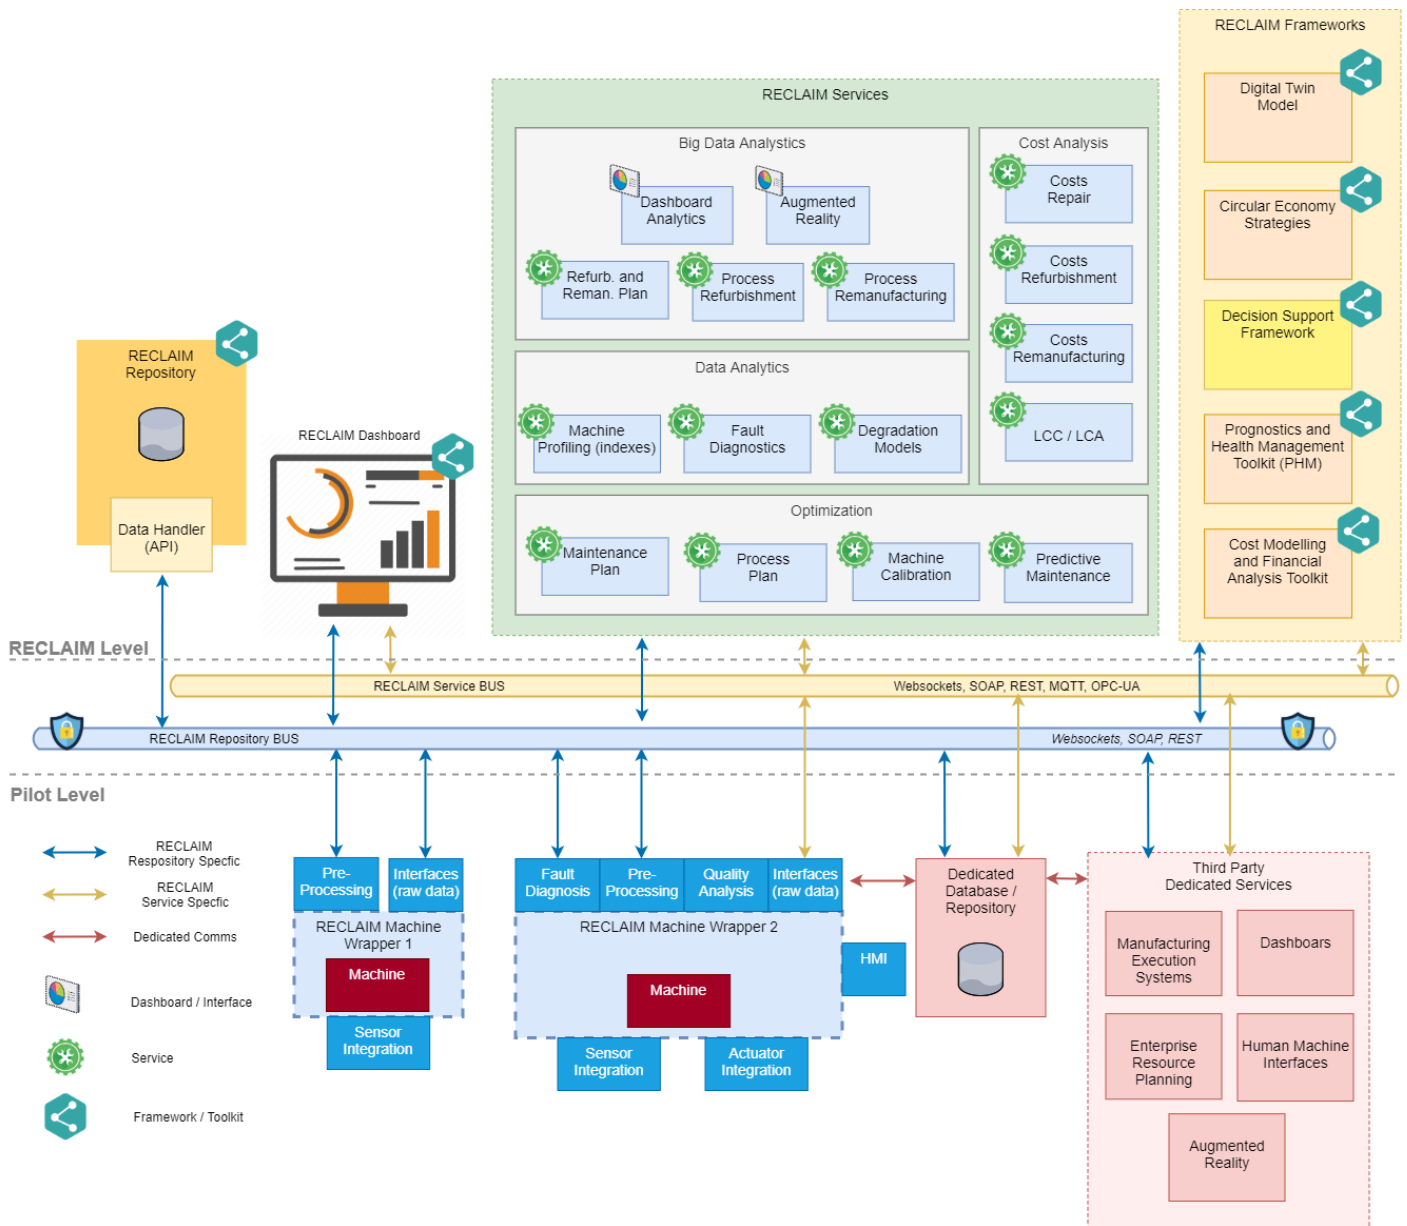 RECLAIM Frameworks
Digital Twin
Model
Circular Economy
Strategies
Decision Support
Framework
Prognostics and
Health Management
Toolkit (PHM)
Cost Modelling
and Financial
Analysis Toolkit
RECLAIM Services
Big Data Analystics
Dashboard
Analytics
Augmented
Reality
Refurb. and
Reman. Plan
Process
Refurbishment
Process
Remanufacturing
Cost Analysis
Costs
Repair
Costs
Refurbishment
Costs
Remanufacturing
LCC / LCA
Data Analytics
Machine
Profiling (indexes)
Fault
Diagnostics
Degradation
Models
Optimization
Maintenance
Plan
Process
Plan
Machine
Calibration
Predictive
Maintenance
RECLAIM
Repository
Data Handler
(API)
RECLAIM Dashboard
RECLAIM Level
RECLAIM Service BUS
Websockets, SOAP, REST, MQTT, OPC-UA
RECLAIM Repository BUS
Websockets, SOAP, REST
Pilot Level
RECLAIM
Respository Specfic
RECLAIM
Service Specfic
Dedicated Comms
Dashboard / Interface
Service
Framework / Toolkit
Pre-
Processing
Interfaces
(raw data)
RECLAIM Machine
Wrapper 1
Machine
Sensor
Integration
Fault
Diagnosis
Pre-
Processing
Quality
Analysis
Interfaces
(raw data)
RECLAIM Machine Wrapper 2
Machine
HMI
Sensor
Integration
Actuator
Integration
Dedicated
Database /
Repository
Third Party
Dedicated Services
Manufacturing
Execution
Systems
Dashboars
Enterprise
Resource
Planning
Human Machine
Interfaces
Augmented
Reality